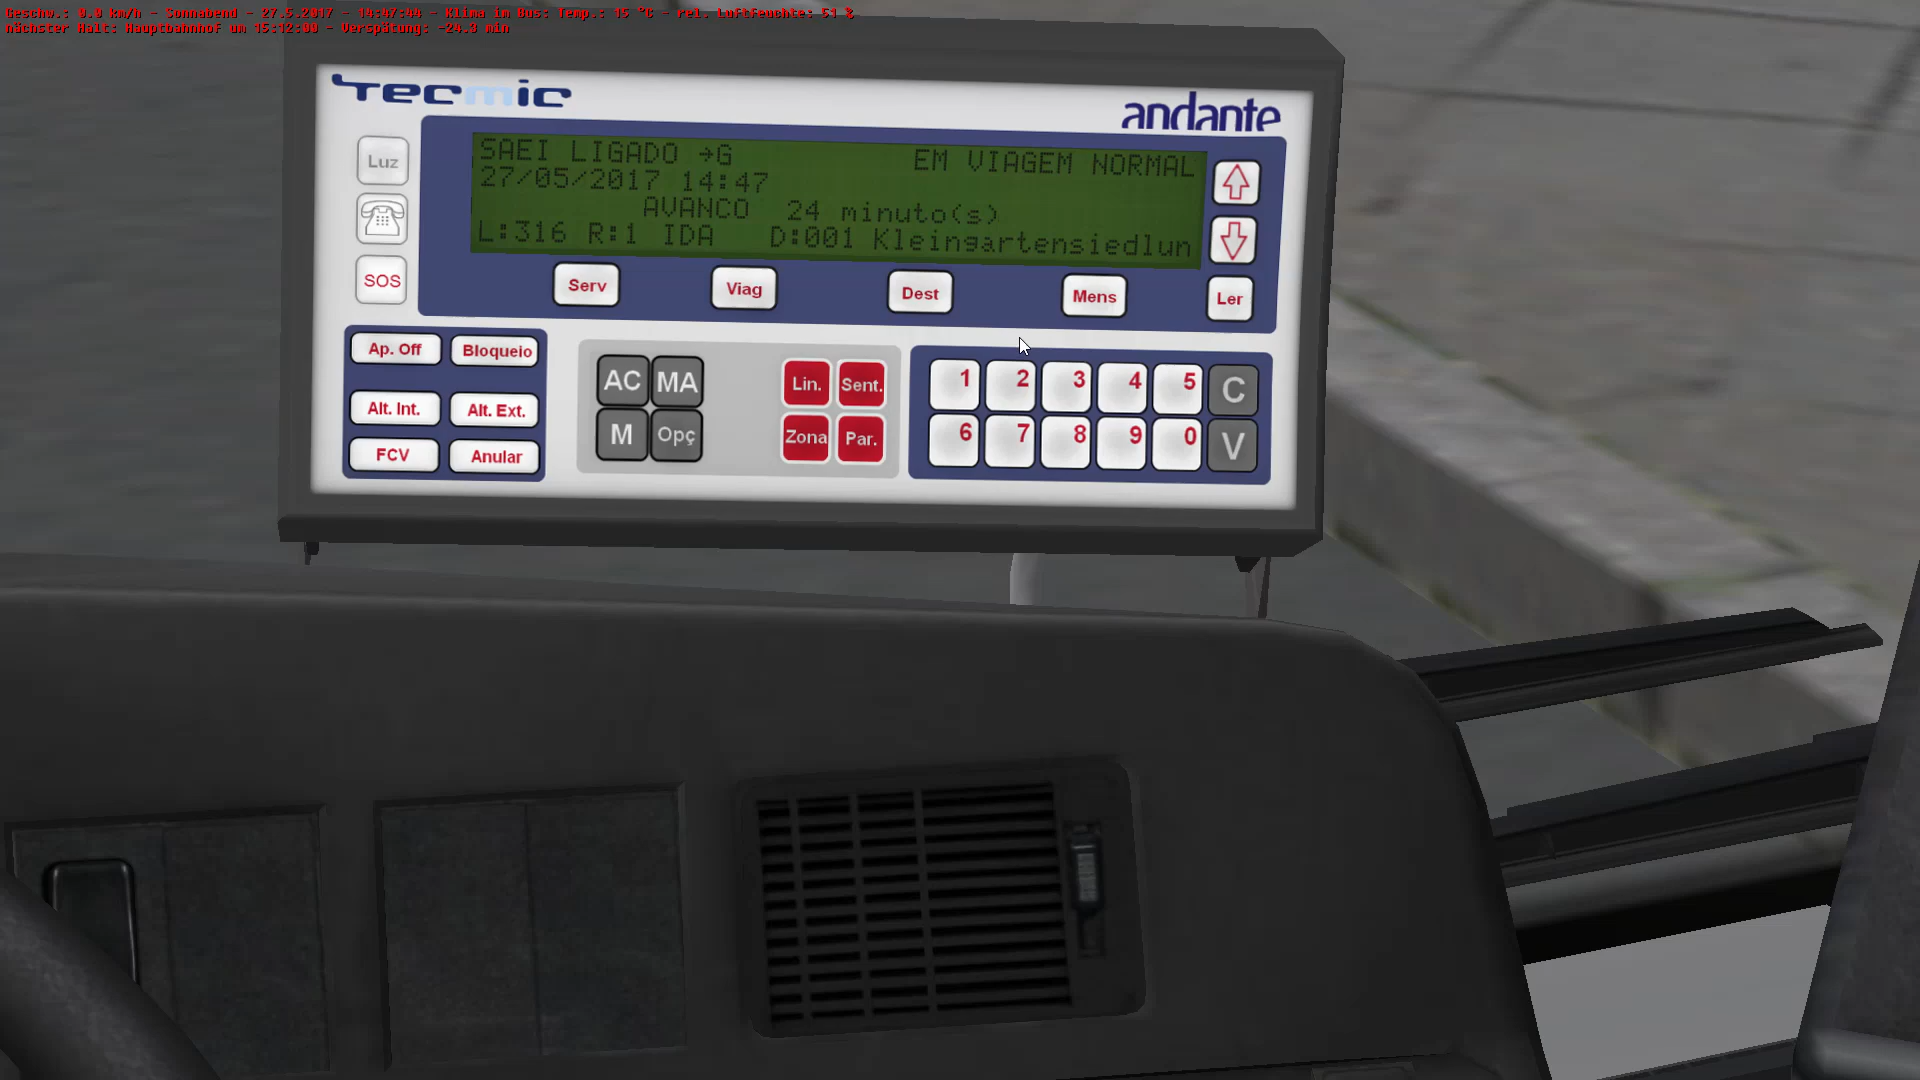 Geschw.: 0.0 km/h - Sonnabend - 27.5.2017 - 14:47:44 - Klima im Bus: Temp.: 15 °C - rel. Luftfeuchte: 51 %
nächster Halt: Hauptbahnhof um 15:12:00 - Verspätung: -24.3 min
tecmic
andante
SAEI LIGADO →G EM VIAGEM NORMAL
27/05/2017 14:47
AVANCO 24 minuto(s)
L:316 R:1 IDA D:001 Kleingartensiedlun
Luz
SOS
Serv Viag Dest Mens Ler
Ap. Off Bloqueio
Alt. Int. Alt. Ext.
FCV Anular
AC MA
M Opç
Lin. Sent.
Zona Par.
1 2 3 4 5 C
6 7 8 9 0 V